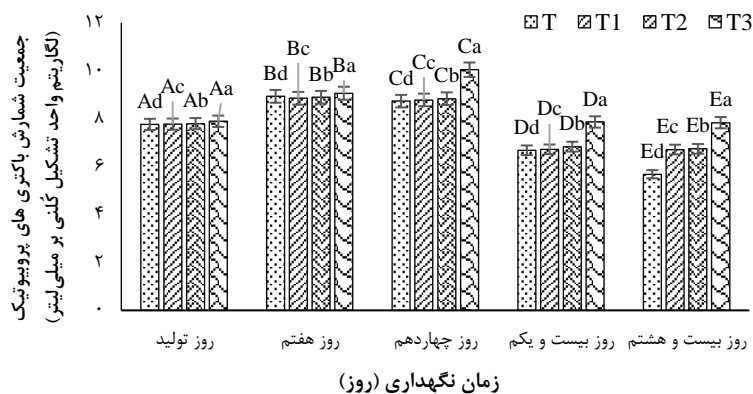 جمعیت شمارش باکتری های پروبیوتیک
(لگاریتم واحد تشکیل کلنی بر میلی لیتر)
۱۲
۱۰
۸
۶
۴
۲
۰
T T1 T2 T3
Ad Ac Ab Aa
Bd Bc Bb Ba
Cd Cc Cb Ca
Dd Dc Db Da
Ed Ec Eb Ea
روز تولید
روز هفتم
روز چهاردهم
روز بیست و یکم
روز بیست و هشتم
زمان نگهداری (روز)